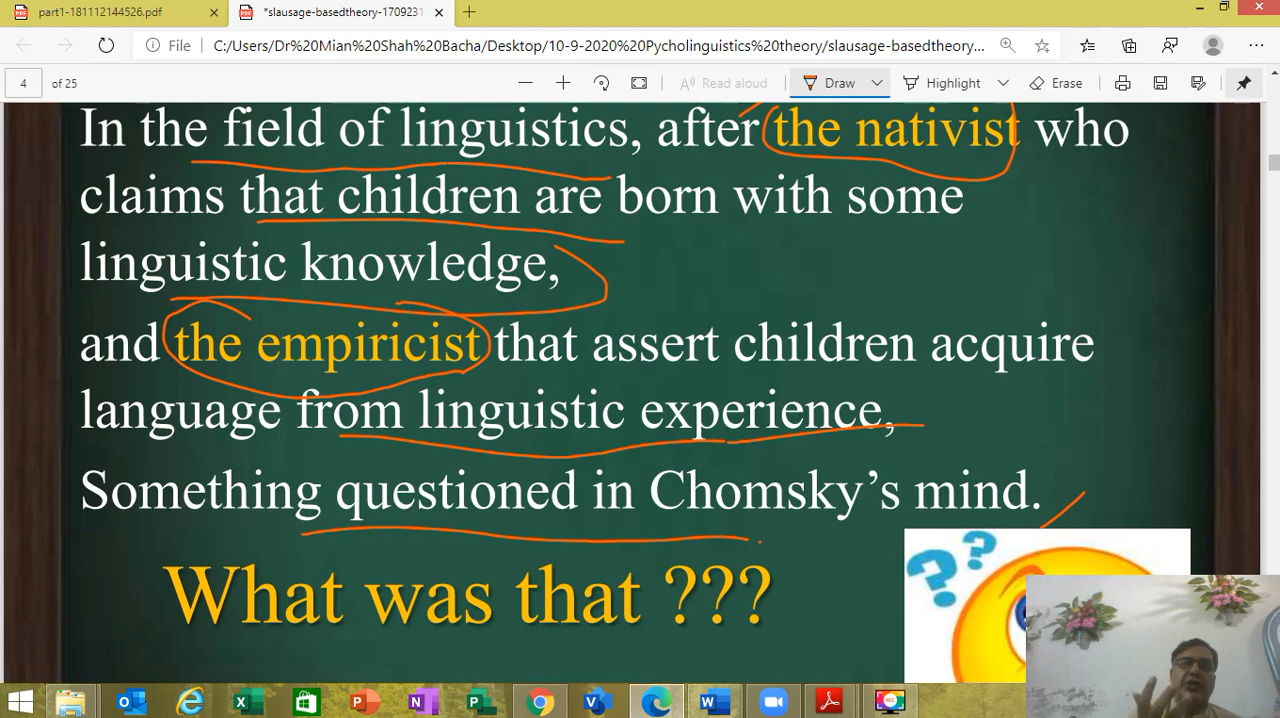 part1-181112144526.pdf
*slausage-basedtheory-1709231
File C:/Users/Dr%20Mian%20Shah%20Bacha/Desktop/10-9-2020%20Pycholinguistics%20theory/slausage-basedtheory...
4 of 25 Read aloud Draw Highlight Erase
In the field of linguistics, after the nativist who
claims that children are born with some
linguistic knowledge,
and the empiricist that assert children acquire
language from linguistic experience,
Something questioned in Chomsky’s mind.
What was that ???
??